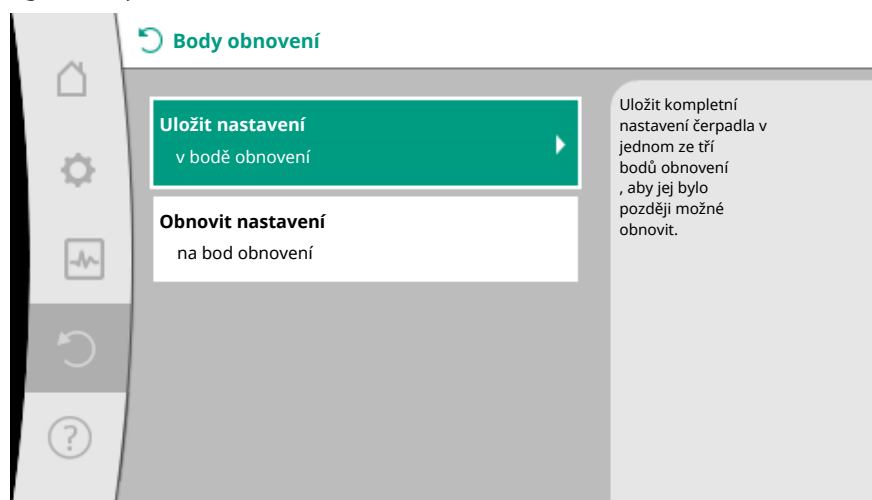 Body obnovení
Uložit nastavení
v bodě obnovení
Obnovit nastavení
na bod obnovení
Uložit kompletní
nastavení čerpadla v
jednom ze tří
bodů obnovení
, aby jej bylo
později možné
obnovit.
?